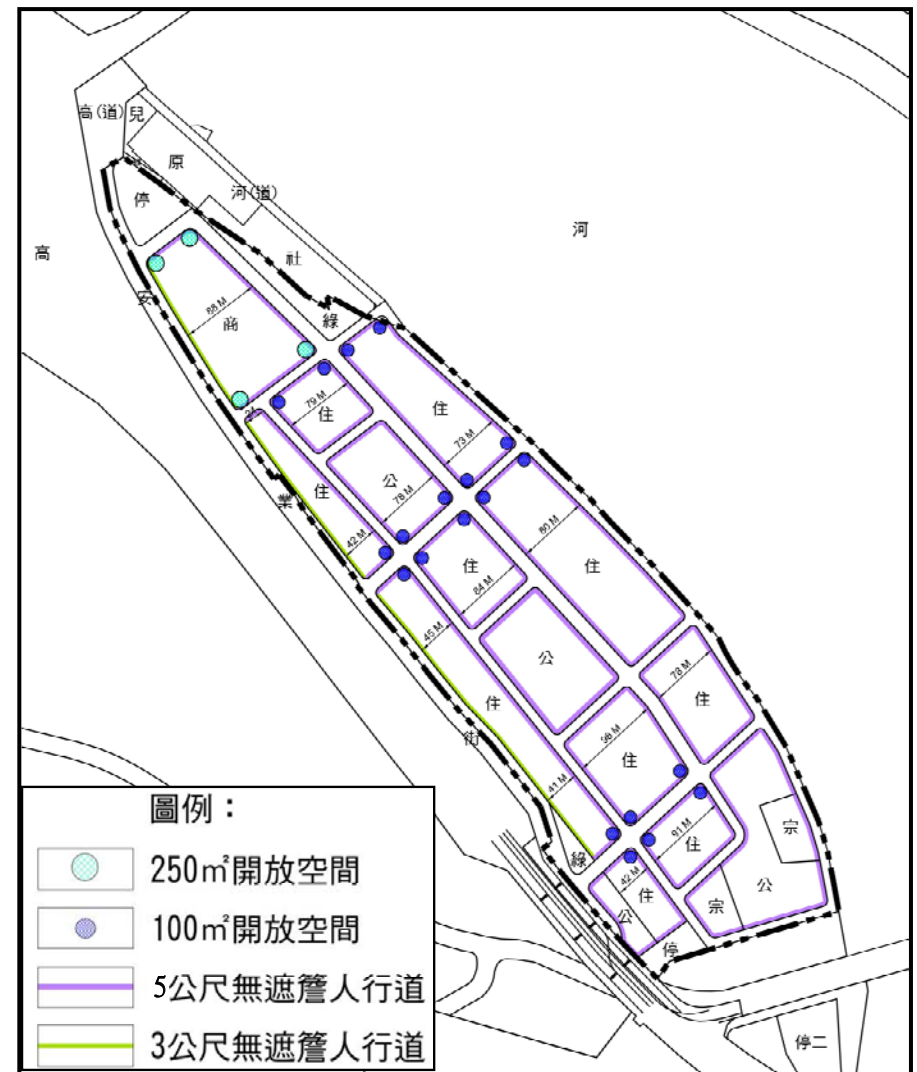 高(道)
兒
原
停
河(道)
河
社
高
安
68 M
商
綠
79 M
住
住
73 M
公
78 M
住
42 M
業
80 M
住
住
84 M
45 M
公
78 M
住
住
街
98 M
住
41 M
91 M
住
宗
綠
42 M
住
公
公
宗
停
停二
圖例：
250㎡開放空間
100㎡開放空間
5公尺無遮簷人行道
3公尺無遮簷人行道